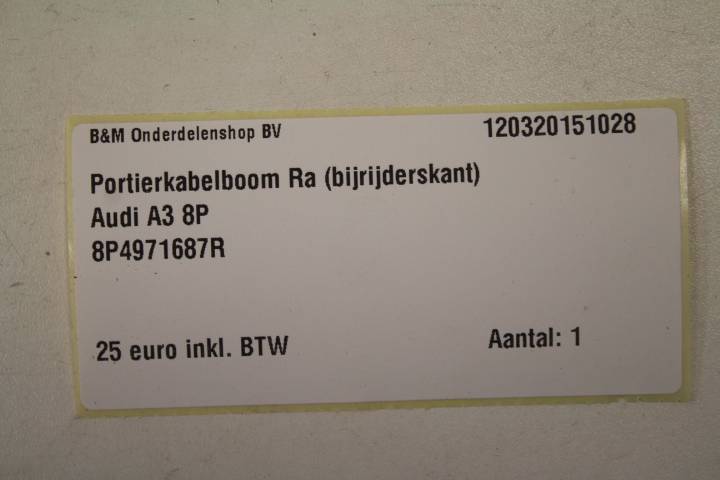 B&M Onderdelenshop BV 120320151028
Portierkabelboom Ra (bijrijderskant)
Audi A3 8P
8P4971687R
25 euro inkl. BTW Aantal: 1